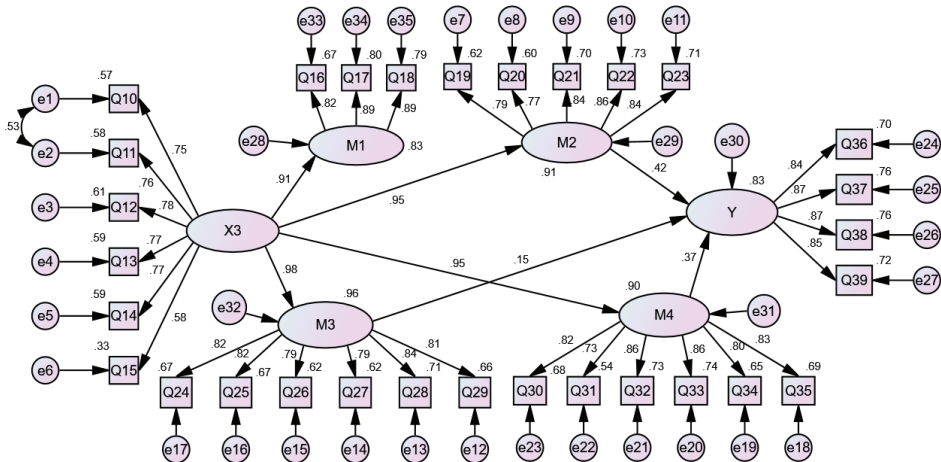 e33 e34 e35 e7 e8 e9 e10 e11
.67 .80 .79 .62 .60 .70 .73 .71
Q16 Q17 Q18 Q19 Q20 Q21 Q22 Q23
.82 .89 .89 .79 .77 .84 .86 .84
e28 M1 .83 M2 e29 e30
.91
.57
e1 Q10
.53
.58
e2 Q11
.75
.76
.61
e3 Q12
.78
.59
e4 Q13
.77
.77
.59
e5 Q14
.58
.33
e6 Q15
X3
.91
.95
.98
.95
.15
.42
.37
.83
Y
.84
.70
Q36 e24
.87
.76
Q37 e25
.87
.76
Q38 e26
.85
.72
Q39 e27
e32 .96 M3
.90 M4 e31
.82 .82 .79 .79 .84 .81
.67 .67 .62 .62 .71 .66
Q24 Q25 Q26 Q27 Q28 Q29
e17 e16 e15 e14 e13 e12
.82 .73 .86 .86 .80 .83
.68 .54 .73 .74 .65 .69
Q30 Q31 Q32 Q33 Q34 Q35
e23 e22 e21 e20 e19 e18